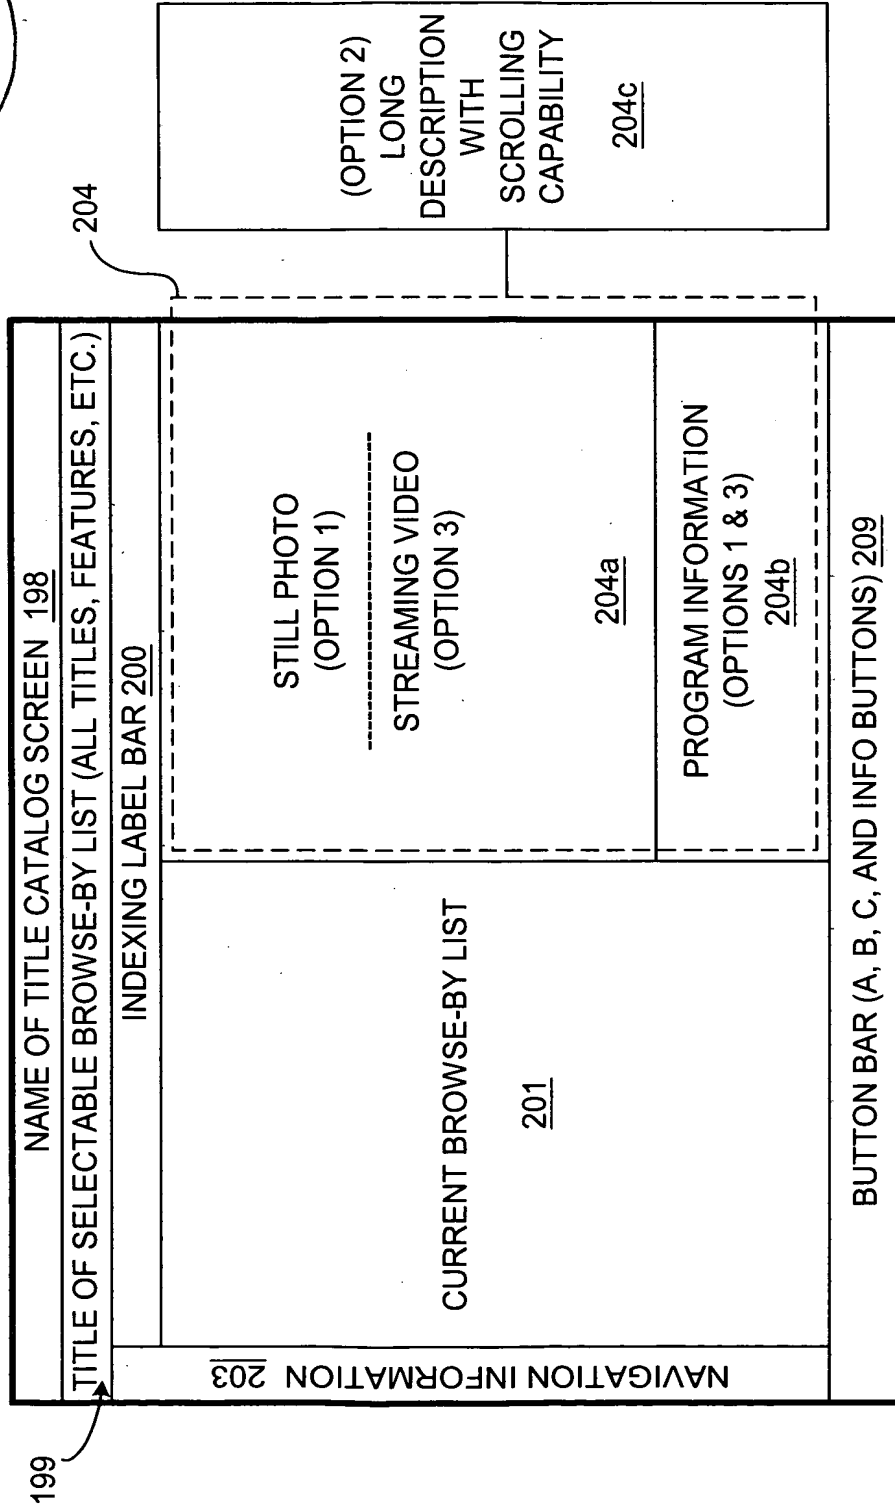 NAME OF TITLE CATALOG SCREEN 198
TITLE OF SELECTABLE BROWSE-BY LIST (ALL TITLES, FEATURES, ETC.)
199
INDEXING LABEL BAR 200
NAVIGATION INFORMATION 203
CURRENT BROWSE-BY LIST
201
STILL PHOTO
(OPTION 1)
STREAMING VIDEO
(OPTION 3)
204a
PROGRAM INFORMATION
(OPTIONS 1 & 3)
204b
204
(OPTION 2)
LONG
DESCRIPTION
WITH
SCROLLING
CAPABILITY
204c
BUTTON BAR (A, B, C, AND INFO BUTTONS) 209